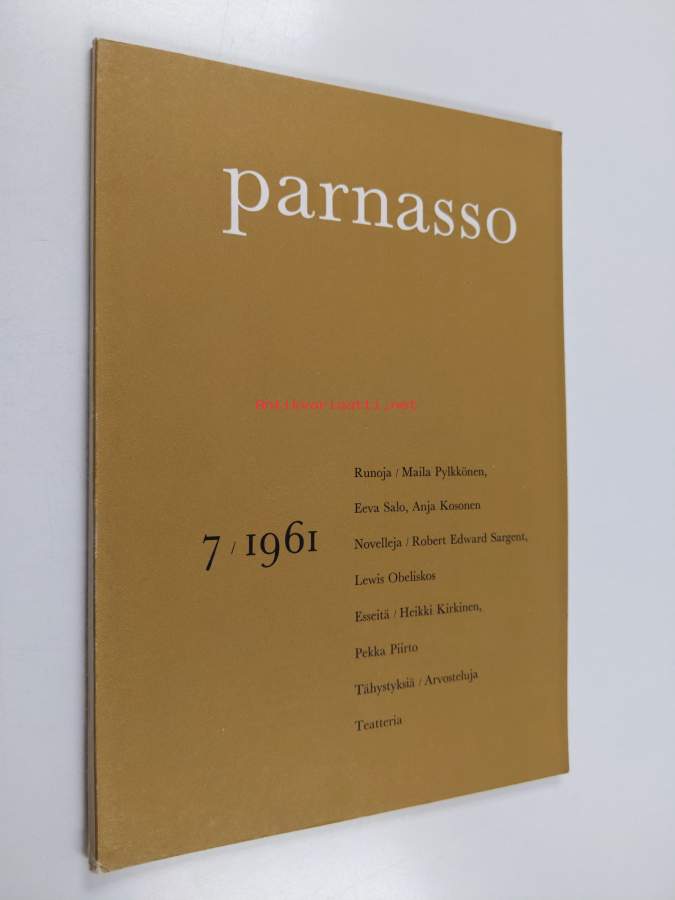 parnasso
Antikvariaatti.net
Runoja / Maila Pylkkönen,
Eeva Salo, Anja Kosonen
7 / 1961
Novelleja / Robert Edward Sargent,
Lewis Obeliskos
Esseitä / Heikki Kirkinen,
Pekka Piirto
Tähystyksiä / Arvosteluja
Teatteria